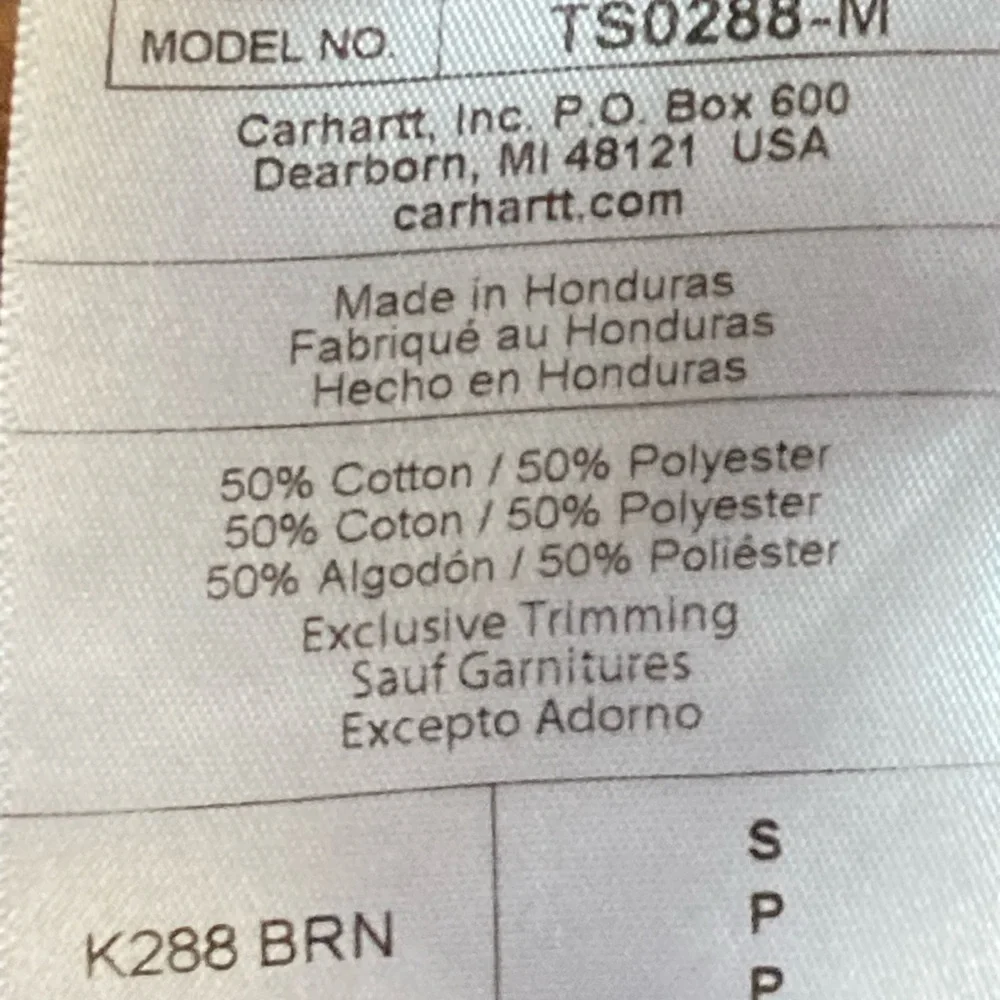 MODEL NO. TS0288-M
Carhartt, Inc. P.O. Box 600
Dearborn, MI 48121 USA
carhartt.com
Made in Honduras
Fabriqué au Honduras
Hecho en Honduras
50% Cotton / 50% Polyester
50% Coton / 50% Polyester
50% Algodón / 50% Poliéster
Exclusive Trimming
Sauf Garnitures
Excepto Adorno
K288 BRN
S
P
P